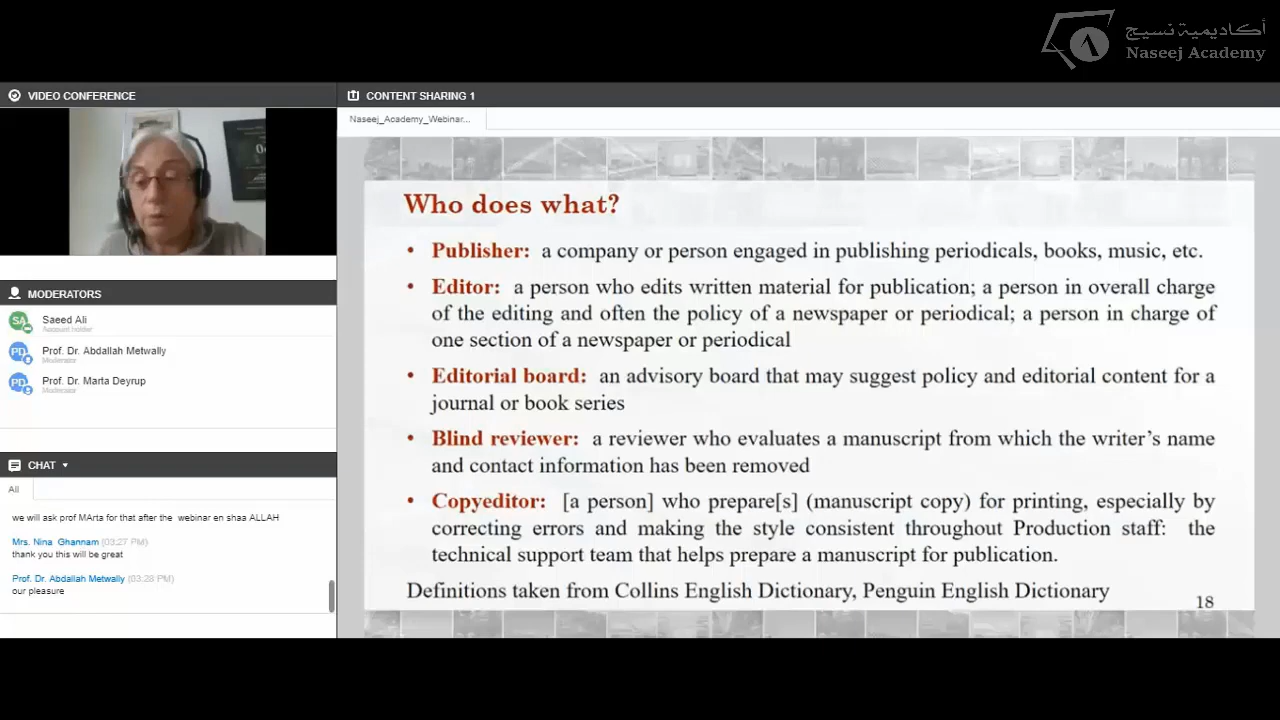 أكاديمية نسيج
Naseej Academy
VIDEO CONFERENCE
CONTENT SHARING 1
Naseej_Academy_Webinar...
MODERATORS
SA
Saeed Ali
Account holder
PD
Prof. Dr. Abdallah Metwally
Moderator
PD
Prof. Dr. Marta Deyrup
Moderator
CHAT
All
we will ask prof MArta for that after the webinar en shaa ALLAH
Mrs. Nina Ghannam (03:27 PM)
thank you this will be great
Prof. Dr. Abdallah Metwally (03:28 PM)
our pleasure
Who does what?
• Publisher: a company or person engaged in publishing periodicals, books, music, etc.
• Editor: a person who edits written material for publication; a person in overall charge
of the editing and often the policy of a newspaper or periodical; a person in charge of
one section of a newspaper or periodical
• Editorial board: an advisory board that may suggest policy and editorial content for a
journal or book series
• Blind reviewer: a reviewer who evaluates a manuscript from which the writer's name
and contact information has been removed
• Copyeditor: [a person] who prepare[s] (manuscript copy) for printing, especially by
correcting errors and making the style consistent throughout Production staff: the
technical support team that helps prepare a manuscript for publication.
Definitions taken from Collins English Dictionary, Penguin English Dictionary
18